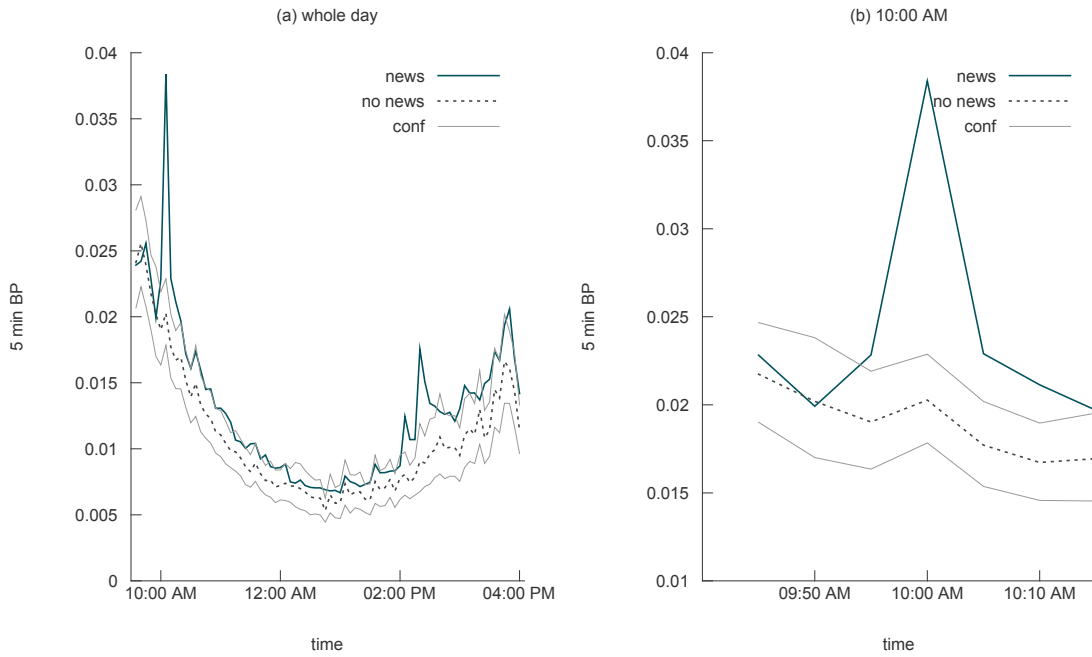 (a) whole day
0.04
0.035
0.03
0.025
0.02
0.015
0.01
0.005
0
5 min BP
news
no news
conf
10:00 AM
12:00 AM
02:00 PM
04:00 PM
time
(b) 10:00 AM
0.04
0.035
0.03
0.025
0.02
0.015
0.01
5 min BP
news
no news
conf
09:50 AM
10:00 AM
10:10 AM
time